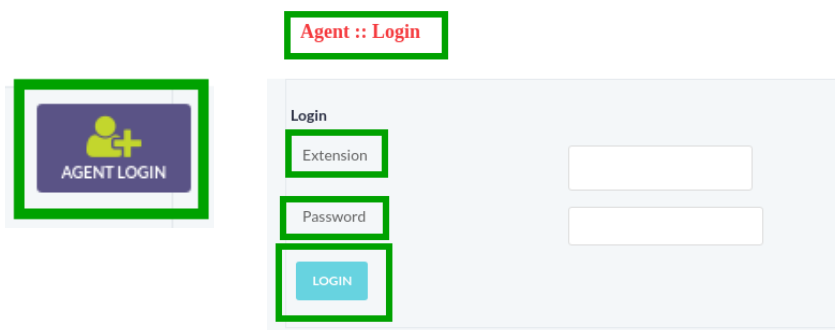 Agent :: Login
AGENT LOGIN
Login
Extension
Password
LOGIN